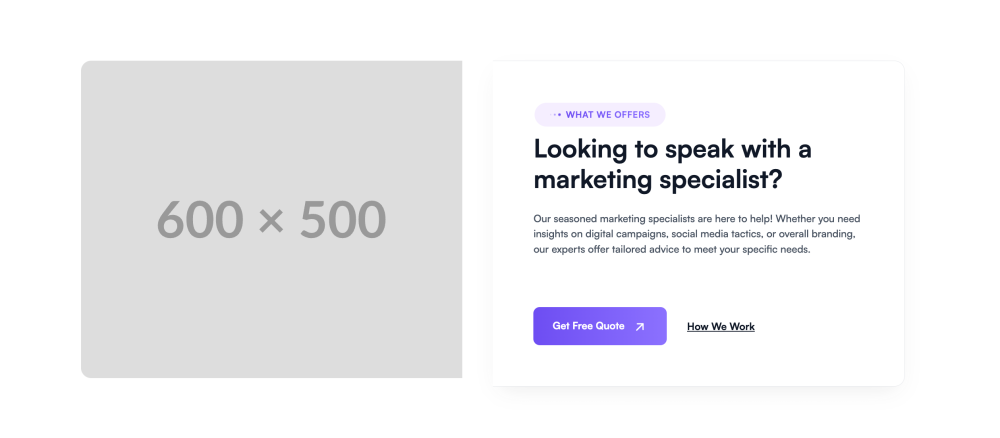 600 × 500
WHAT WE OFFERS
Looking to speak with a
marketing specialist?
Our seasoned marketing specialists are here to help! Whether you need
insights on digital campaigns, social media tactics, or overall branding,
our experts offer tailored advice to meet your specific needs.
Get Free Quote
How We Work